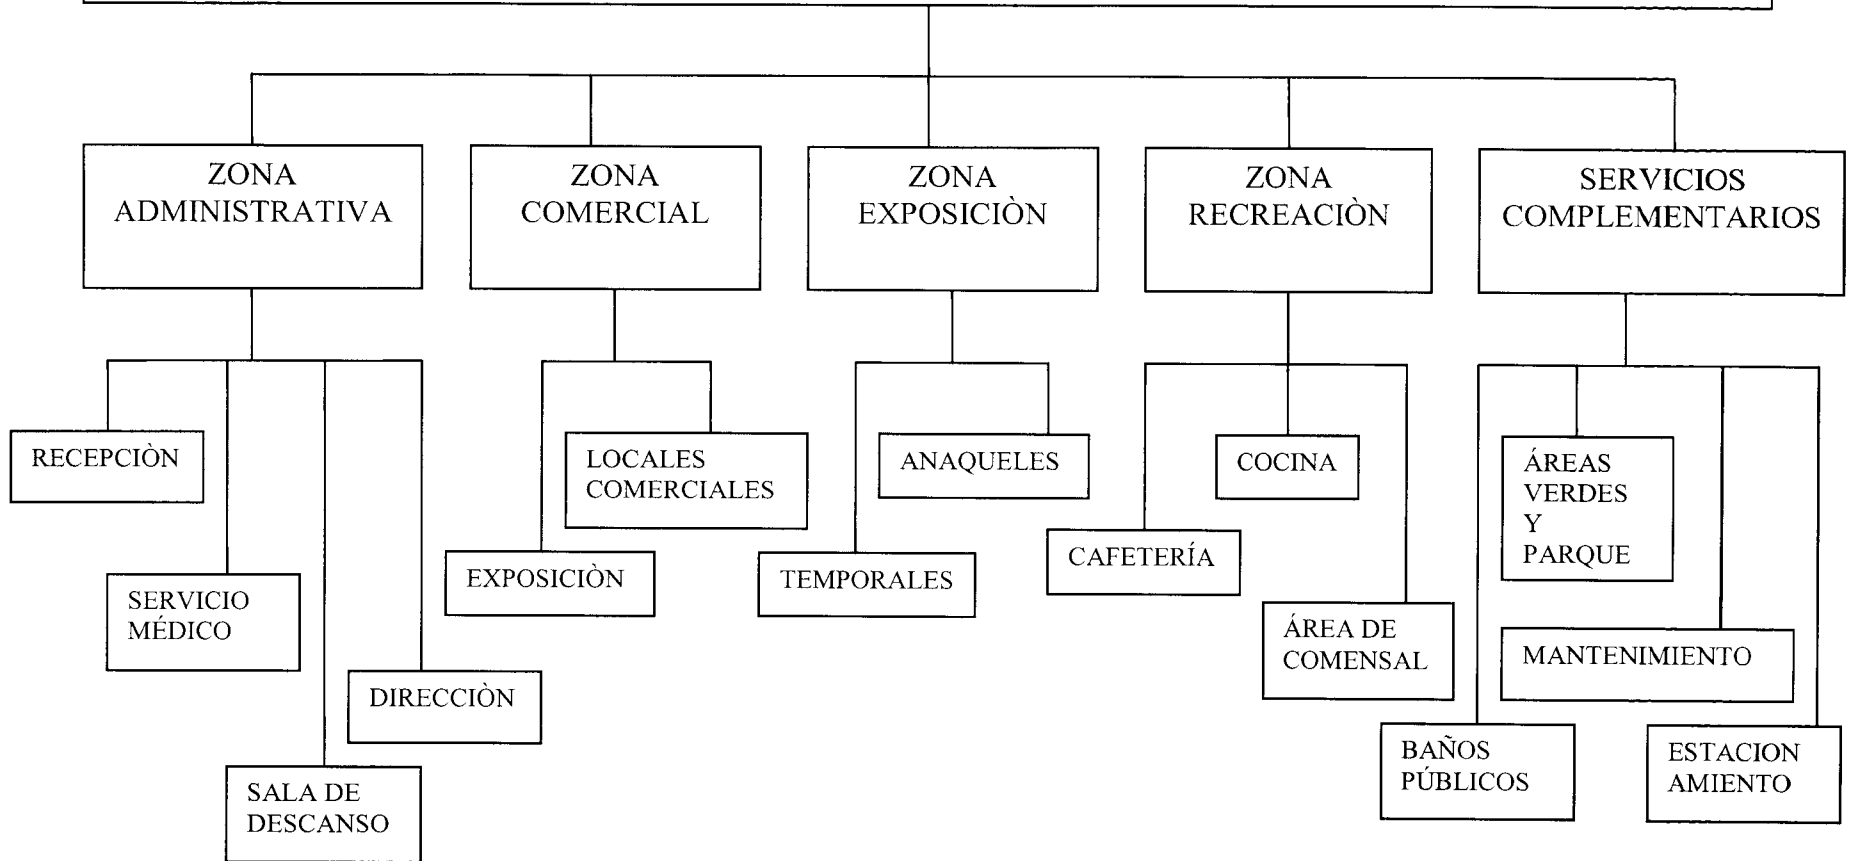 ZONA
ADMINISTRATIVA
ZONA
COMERCIAL
ZONA
EXPOSICIÒN
ZONA
RECREACIÒN
SERVICIOS
COMPLEMENTARIOS
RECEPCIÒN
SERVICIO
MÉDICO
SALA DE
DESCANSO
DIRECCIÒN
EXPOSICIÒN
LOCALES
COMERCIALES
TEMPORALES
ANAQUELES
CAFETERÍA
COCINA
ÁREA DE
COMENSAL
BAÑOS
PÚBLICOS
ÁREAS
VERDES
Y
PARQUE
MANTENIMIENTO
ESTACION
AMIENTO